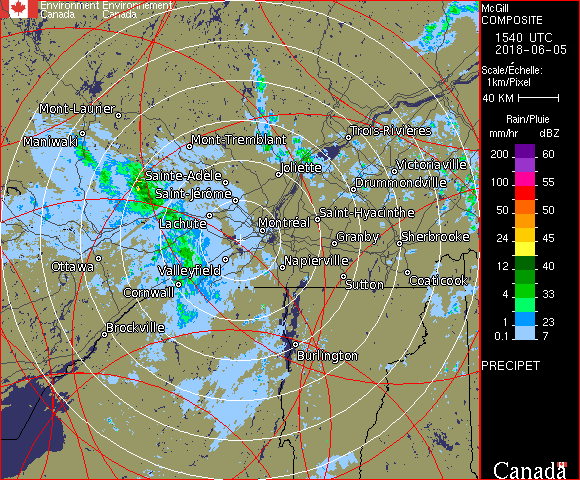 Environment Environnement
Canada Canada
Mont-Laurier
Maniwaki
Mont-Tremblant
Trois-Rivières
Joliette
Victoriaville
Sainte-Adèle
Drummondville
Saint-Jérôme
Saint-Hyacinthe
Lachute
Montréal
Granby
Sherbrooke
Ottawa
Valleyfield
Napierville
Cornwall
Sutton
Coaticook
Brockville
Burlington
McGill
COMPOSITE
1540 UTC
2018-06-05
Scale/Échelle:
1km/Pixel
40 KM
Rain/Pluie
mm/hr dBZ
200 60
100 55
75 53
50 50
24 45
12 40
4 33
1 23
0.1 7
PRECIPET
Canada